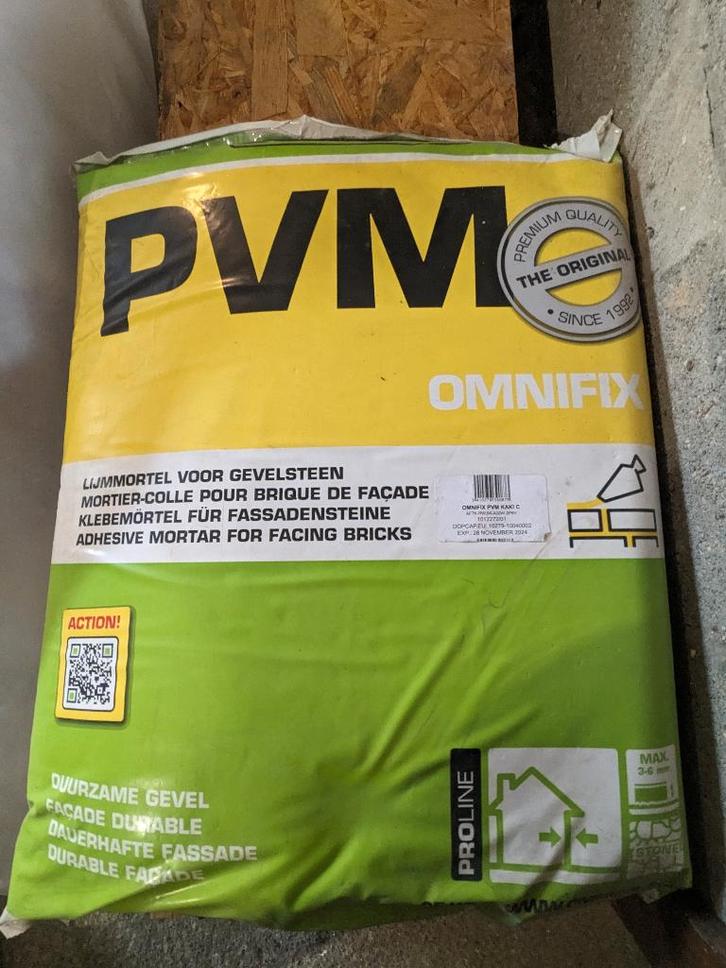 PVM
PREMIUM QUALITY
THE ORIGINAL
• SINCE 1992 •
OMNIFIX
LIJMMORTEL VOOR GEVELSTEEN
MORTIER-COLLE POUR BRIQUE DE FAÇADE
KLEBEMÖRTEL FÜR FASSADENSTEINE
ADHESIVE MORTAR FOR FACING BRICKS
OMNIFIX PVM KAKI C
EXP.: 28 NOVEMBER 2024
ACTION!
DUURZAME GEVEL
FAÇADE DURABLE
DAUERHAFTE FASSADE
DURABLE FAÇADE
PROLINE
MAX.
3-6 mm
STONE